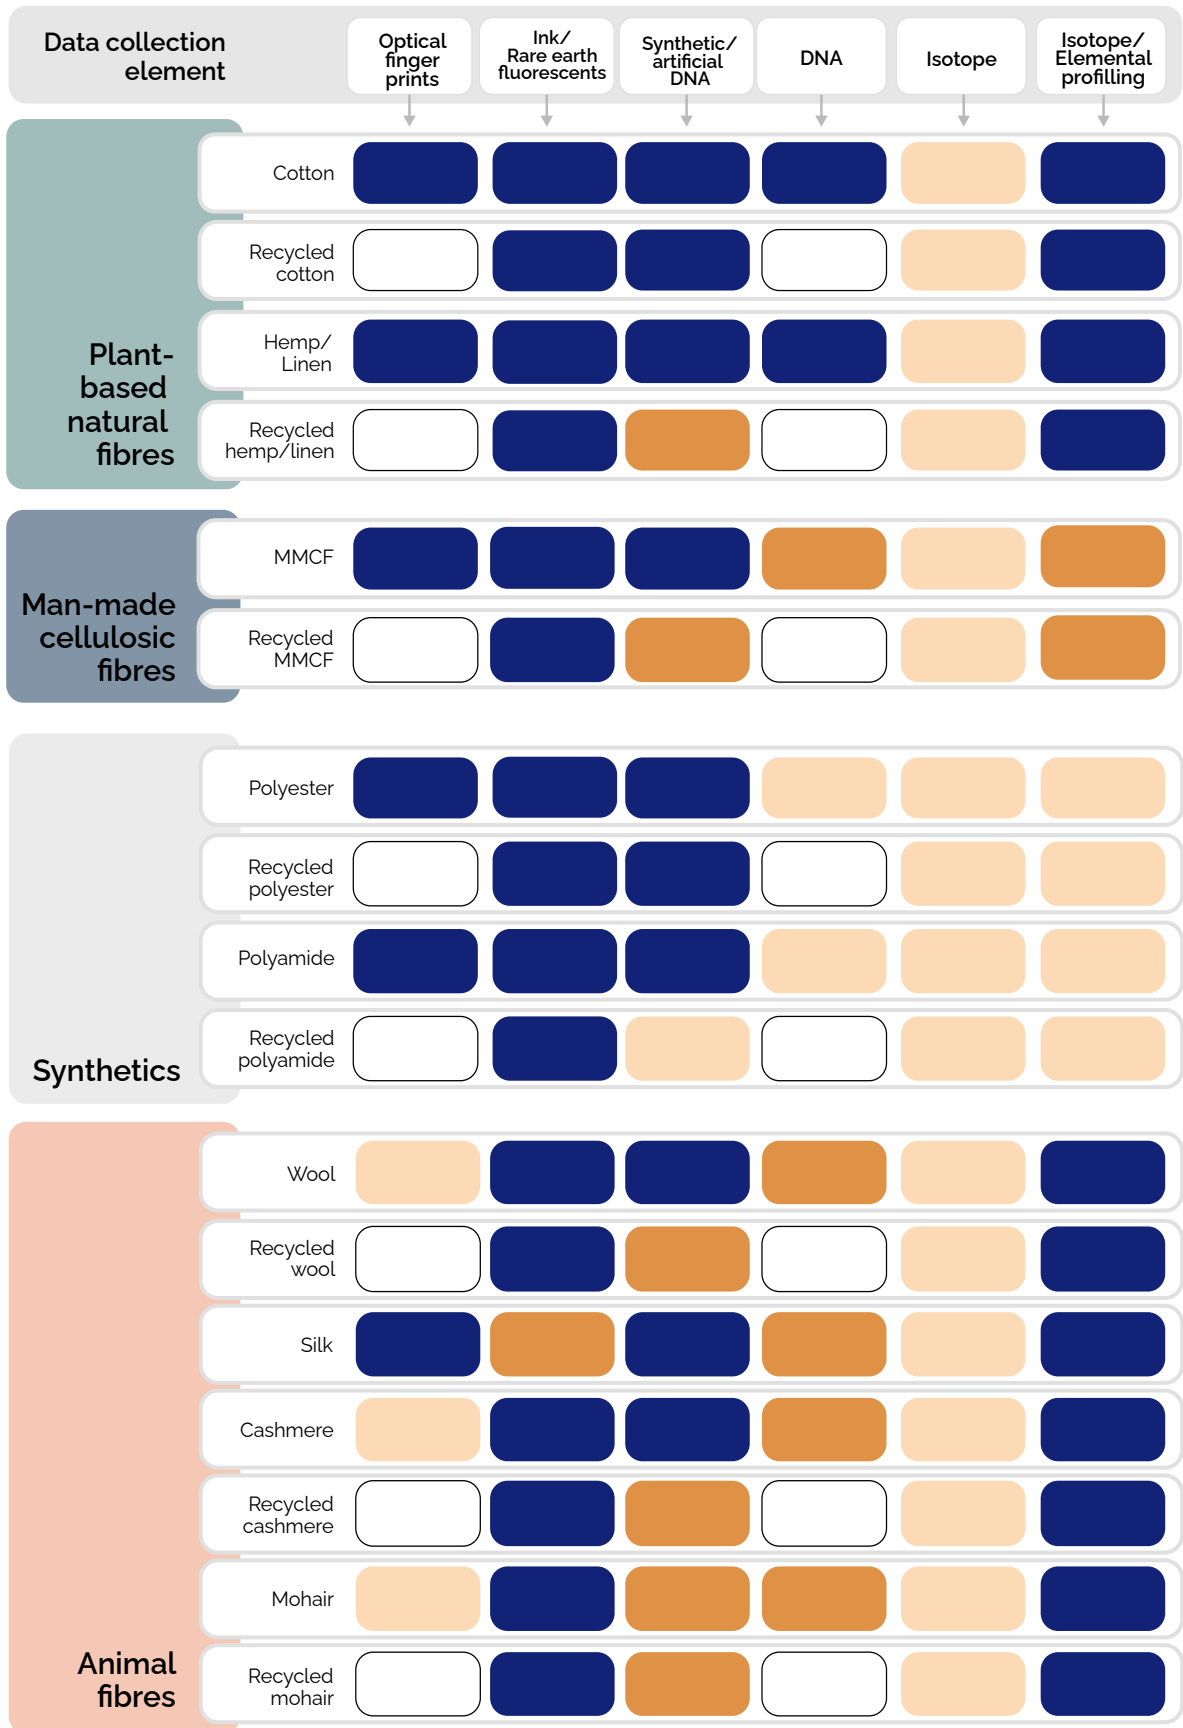 Data collection
element
Optical
finger
prints
Ink/
Rare earth
fluorescents
Synthetic/
artificial
DNA
DNA
Isotope
Isotope/
Elemental
profilling
Plant-
based
natural
fibres
Cotton
Recycled
cotton
Hemp/
Linen
Recycled
hemp/linen
Man-made
cellulosic
fibres
MMCF
Recycled
MMCF
Synthetics
Polyester
Recycled
polyester
Polyamide
Recycled
polyamide
Animal
fibres
Wool
Recycled
wool
Silk
Cashmere
Recycled
cashmere
Mohair
Recycled
mohair